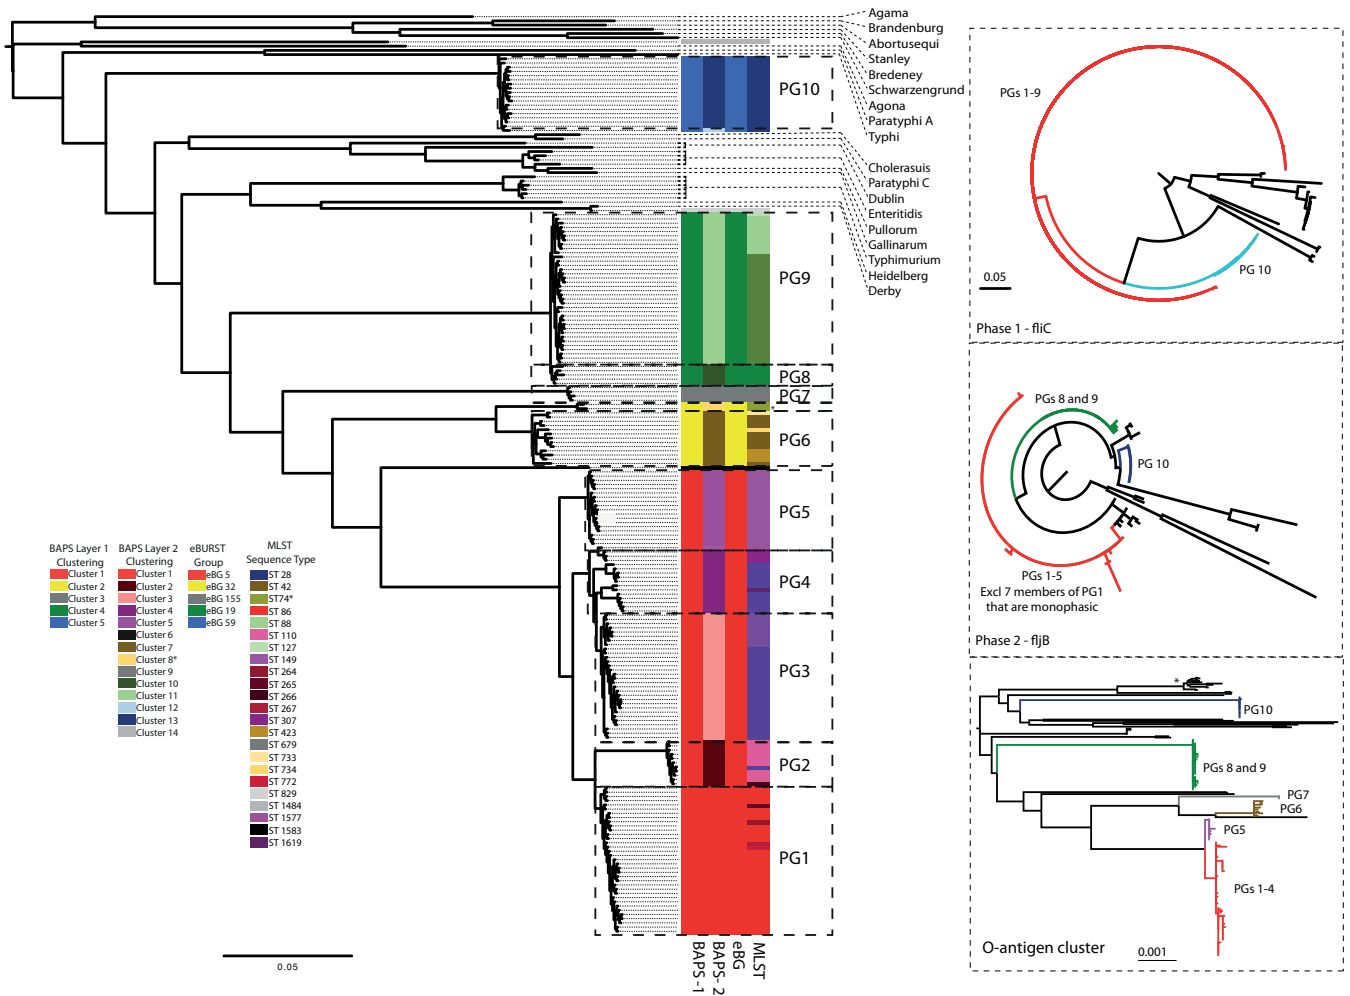 Agama
Brandenburg
Abortusequi
Stanley
Bredeney
Schwarzengrund
Agona
Paratyphi A
Typhi
Cholerasuis
Paratyphi C
Dublin
Enteritidis
Pullorum
Gallinarum
Typhimurium
Heidelberg
Derby
PG10
PG9
PG8
PG7
*
PG6
PG5
PG4
PG3
PG2
PG1
BAPS-1
BAPS- 2
eBG
MLST
0.05
BAPS Layer 1
Clustering
Cluster 1
Cluster 2
Cluster 3
Cluster 4
Cluster 5
BAPS Layer 2
Clustering
Cluster 1
Cluster 2
Cluster 3
Cluster 4
Cluster 5
Cluster 6
Cluster 7
Cluster 8*
Cluster 9
Cluster 10
Cluster 11
Cluster 12
Cluster 13
Cluster 14
eBURST
Group
eBG 5
eBG 32
eBG 155
eBG 19
eBG 59
MLST
Sequence Type
ST 28
ST 42
ST74*
ST 86
ST 88
ST 110
ST 127
ST 149
ST 264
ST 265
ST 266
ST 267
ST 307
ST 423
ST 679
ST 733
ST 734
ST 772
ST 829
ST 1484
ST 1577
ST 1583
ST 1619
PGs 1-9
PG 10
0.05
Phase 1 - fliC
PGs 8 and 9
PG 10
PGs 1-5
Excl 7 members of PG1
that are monophasic
Phase 2 - fljB
*
PG10
PGs 8 and 9
PG7
PG6
PG5
PGs 1-4
O-antigen cluster
0.001